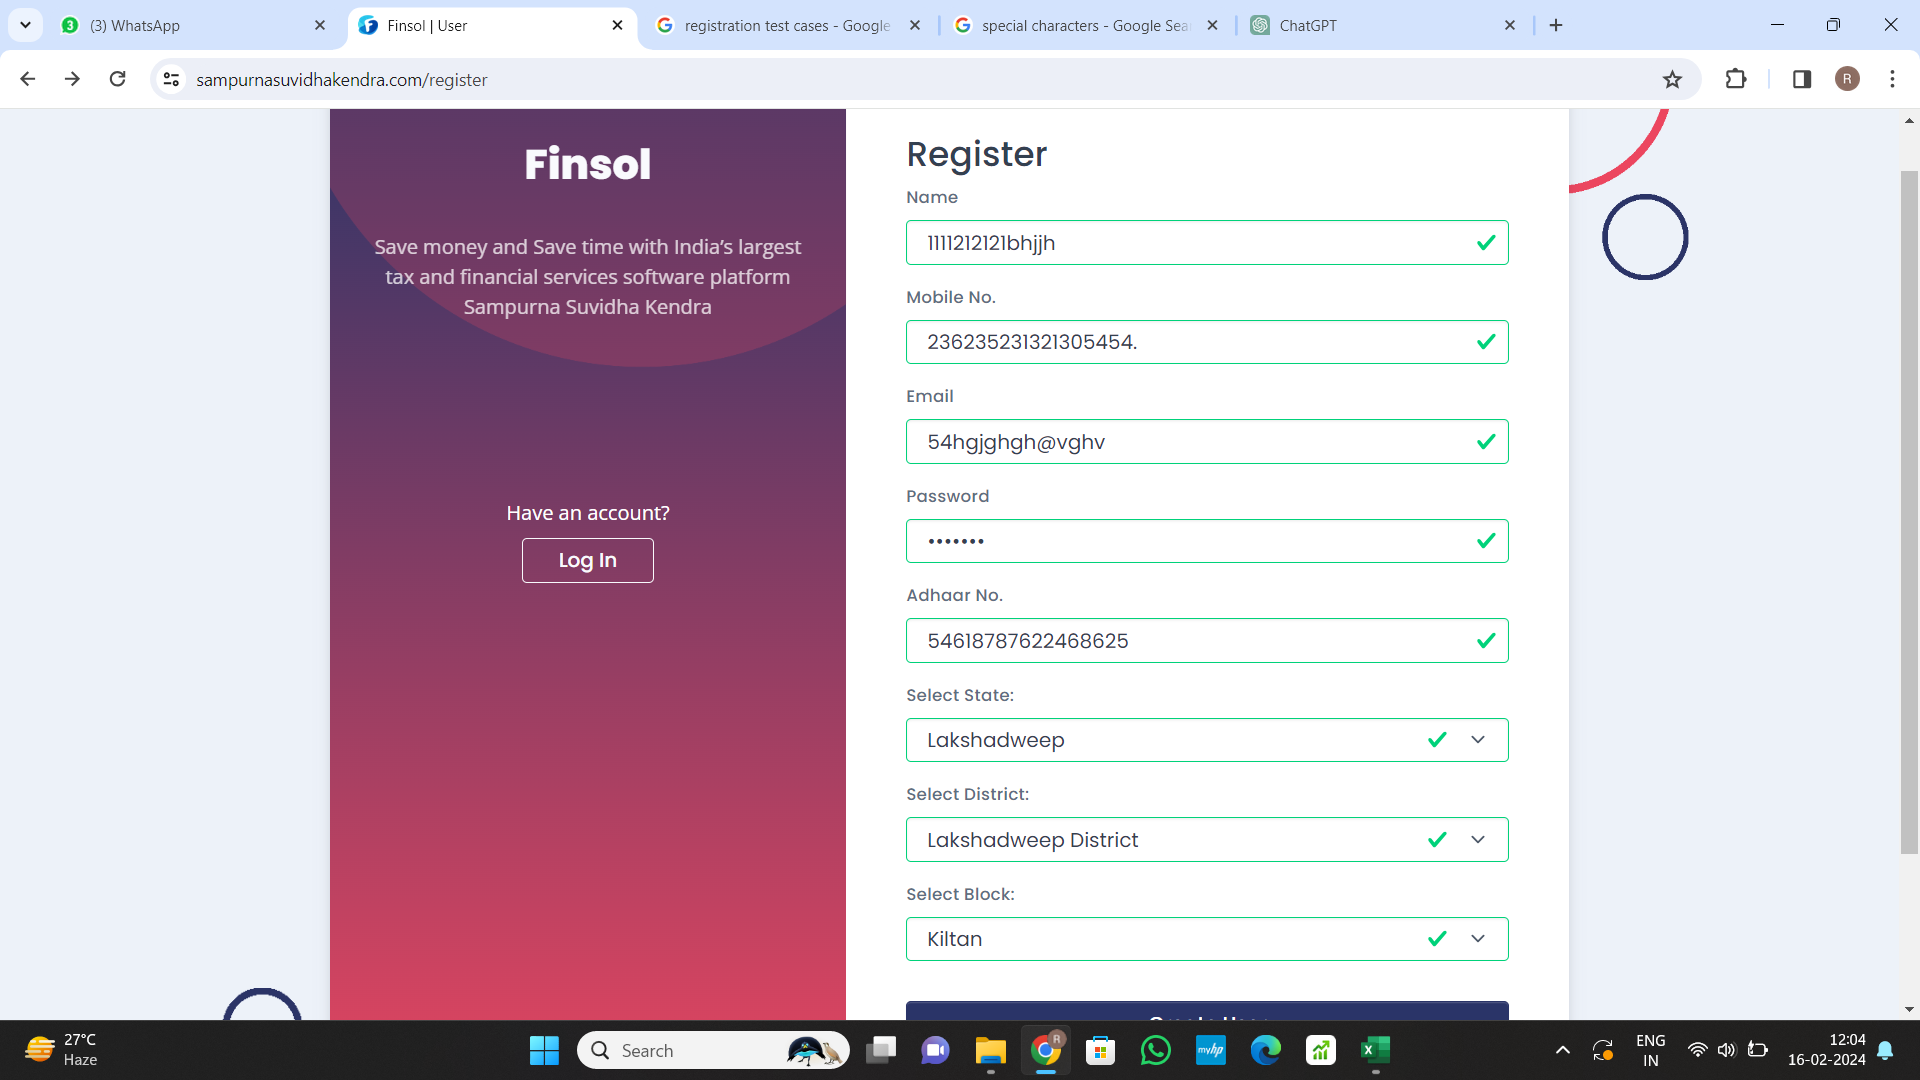 (3) WhatsApp
Finsol | User
registration test cases - Google
special characters - Google Sea
ChatGPT
sampurnasuvidhakendra.com/register
R
Finsol
Save money and Save time with India’s largest
tax and financial services software platform
Sampurna Suvidha Kendra
Have an account?
Log In
Register
Name
1111212121bhjjh
Mobile No.
236235231321305454.
Email
54hgjghgh@vghv
Password
•••••••
Adhaar No.
54618787622468625
Select State:
Lakshadweep
Select District:
Lakshadweep District
Select Block:
Kiltan
27°C
Haze
Search
R
myhp
ENG
IN
12:04
16-02-2024